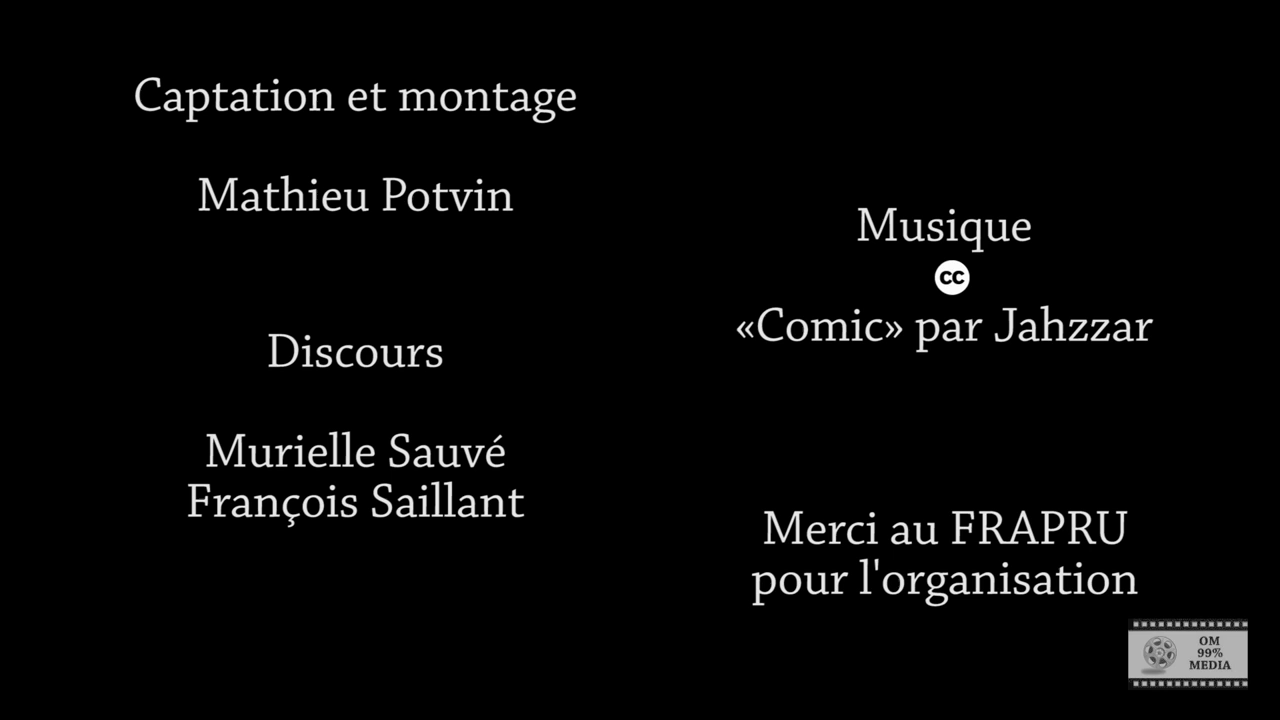 Captation et montage
Mathieu Potvin
Discours
Murielle Sauvé
François Saillant
Musique
cc
«Comic» par Jahzzar
Merci au FRAPRU
pour l'organisation
OM
99%
MEDIA